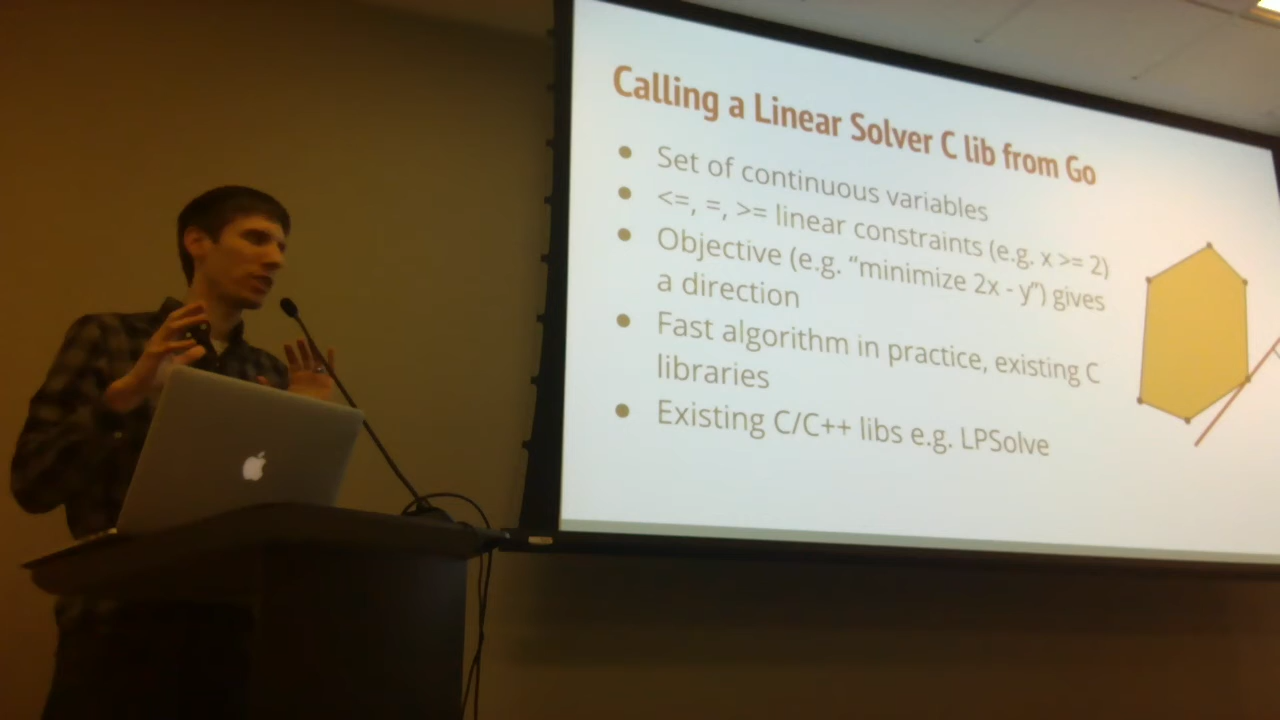 Calling a Linear Solver C lib from Go
● Set of continuous variables
● <=, =, >= linear constraints (e.g. x >= 2)
● Objective (e.g. “minimize 2x - y”) gives
a direction
● Fast algorithm in practice, existing C
libraries
● Existing C/C++ libs e.g. LPSolve